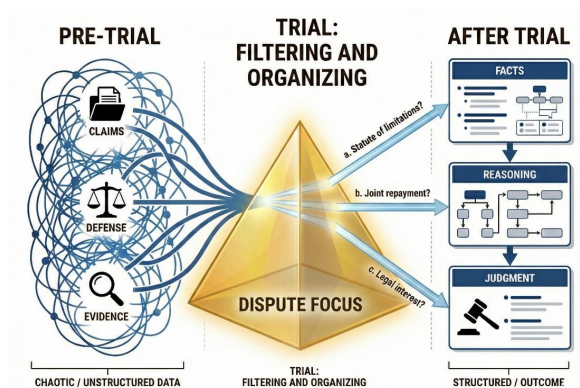 PRE-TRIAL
CLAIMS
DEFENSE
EVIDENCE
CHAOTIC / UNSTRUCTURED DATA
TRIAL:
FILTERING AND
ORGANIZING
a. Statute of limitations?
b. Joint repayment?
c. Legal interest?
DISPUTE FOCUS
TRIAL:
FILTERING AND ORGANIZING
AFTER TRIAL
FACTS
REASONING
JUDGMENT
STRUCTURED / OUTCOME